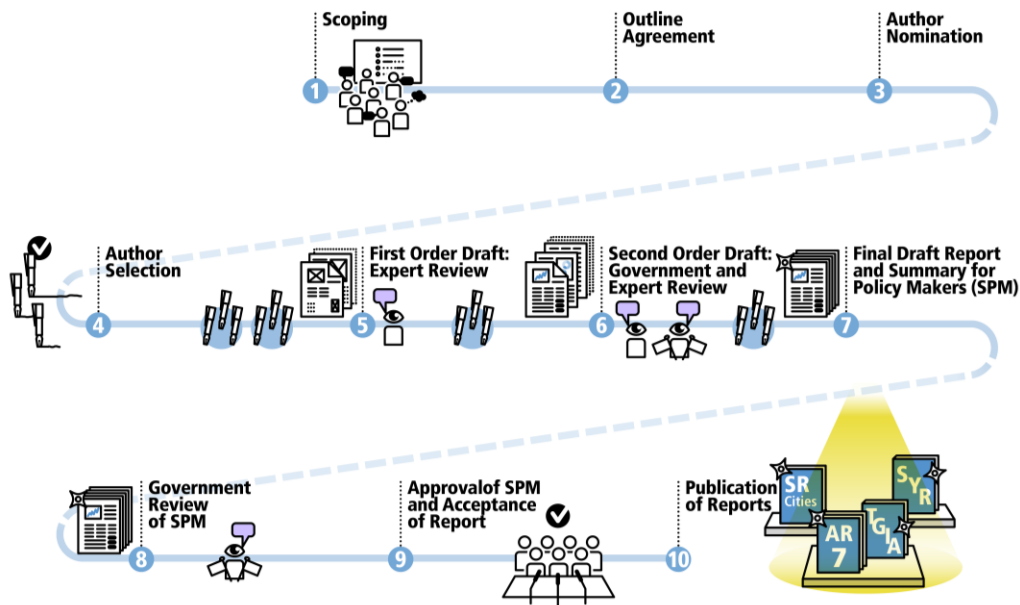 Scoping
1
Outline
Agreement
2
Author
Nomination
3
Author
Selection
4
First Order Draft:
Expert Review
5
Second Order Draft:
Government and
Expert Review
6
Final Draft Report
and Summary for
Policy Makers (SPM)
7
Government
Review
of SPM
8
Approvalof SPM
and Acceptance
of Report
9
Publication
of Reports
10
SR
Cities
SYR
AR
7
TGIA